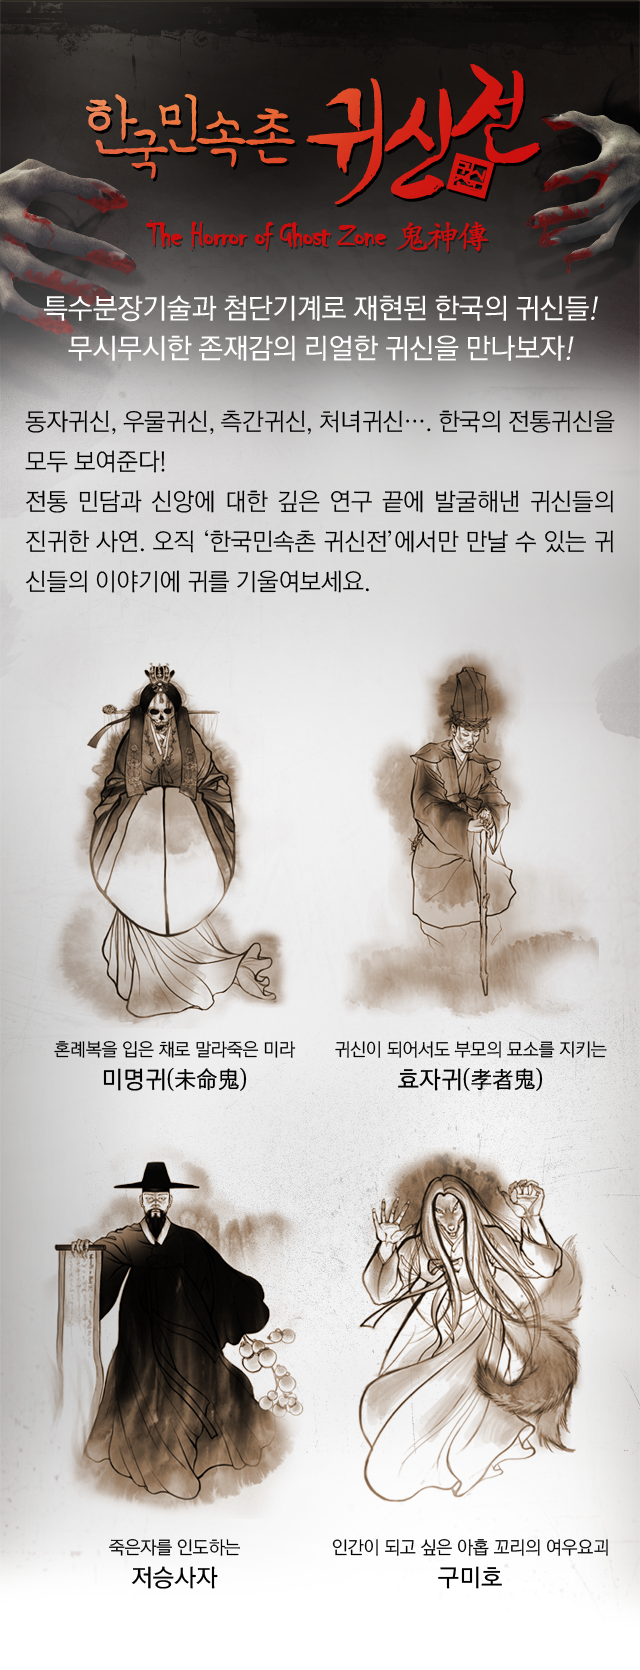 한국민속촌 귀신전
귀신전
The Horror of Ghost Zone 鬼神傳
특수분장기술과 첨단기계로 재현된 한국의 귀신들!
무시무시한 존재감의 리얼한 귀신을 만나보자!
동자귀신, 우물귀신, 측간귀신, 처녀귀신…. 한국의 전통귀신을
모두 보여준다!
전통 민담과 신앙에 대한 깊은 연구 끝에 발굴해낸 귀신들의
진귀한 사연. 오직 ‘한국민속촌 귀신전’에서만 만날 수 있는 귀
신들의 이야기에 귀를 기울여보세요.
혼례복을 입은 채로 말라죽은 미라
미명귀(未命鬼)
귀신이 되어서도 부모의 묘소를 지키는
효자귀(孝者鬼)
죽은자를 인도하는
저승사자
인간이 되고 싶은 아홉 꼬리의 여우요괴
구미호